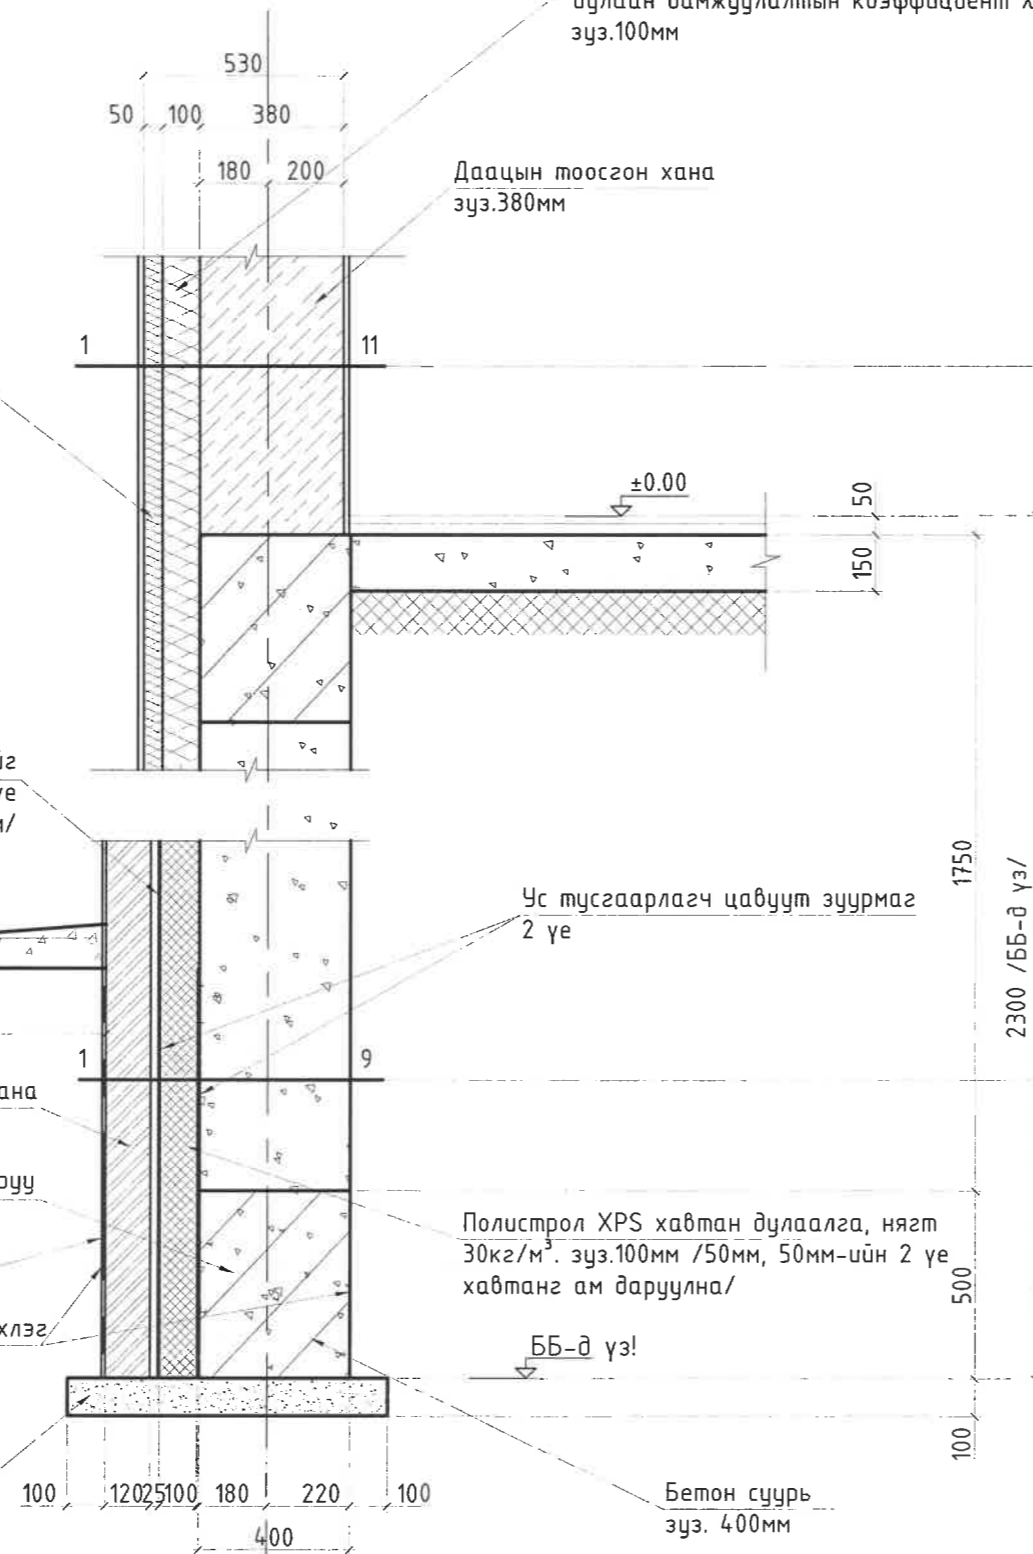 дулаан дамжуулалтын коэффициент
зуз.100мм
530
50 100 380
180 200
Даацын тоосгон хана
зуз.380мм
1 11
±0.00
50
150
1750
2300 /ББ-д үз/
Ус тусгаарлагч цавуут зуурмаг
2 үе
1 9
Полистрол XPS хавтан дулаалга, нягт
30кг/м³. зуз.100мм /50мм, 50мм-ийн 2 үе
хавтанг ам даруулна/
500
ББ-д үз!
100
100 120 25 100 180 220 100
400
Бетон суурь
зуз. 400мм